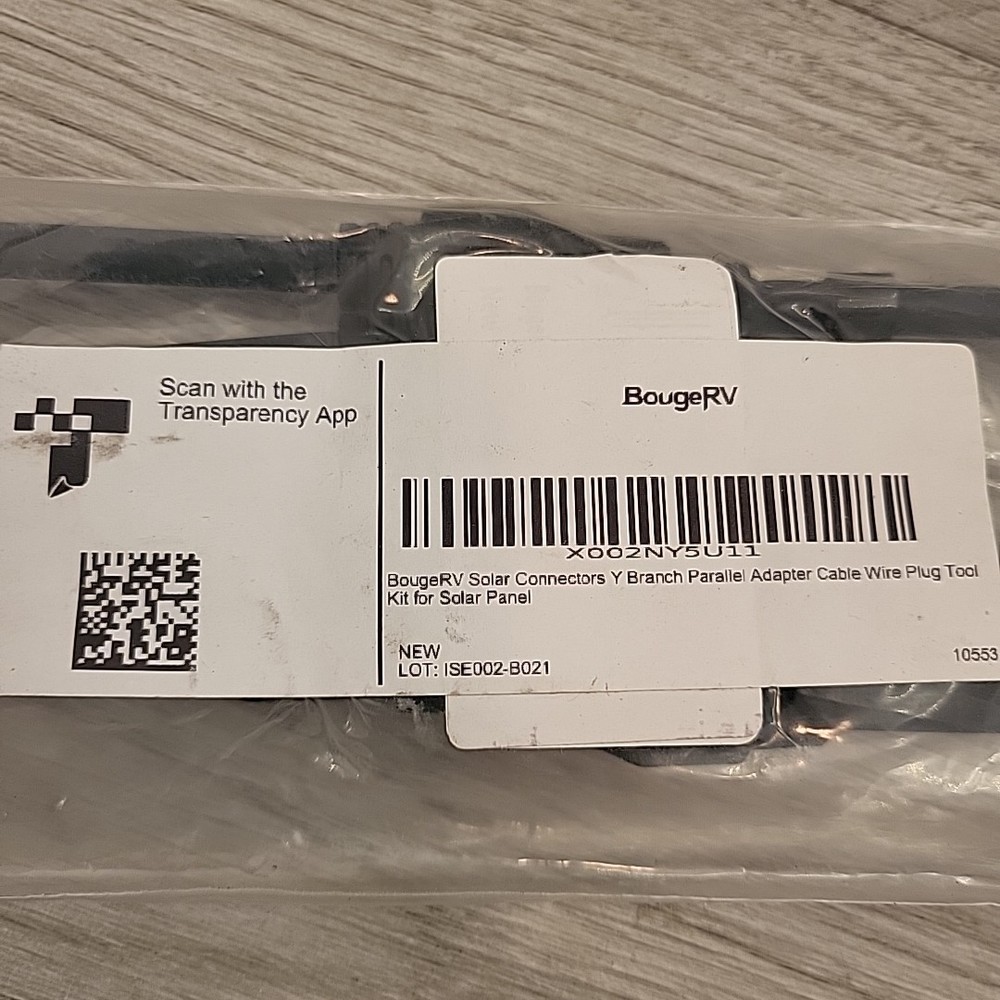 Scan with the
Transparency App
BougeRV
X002NY5U11
BougeRV Solar Connectors Y Branch Parallel Adapter Cable Wire Plug Tool
Kit for Solar Panel
NEW
LOT: ISE002-B021
10553